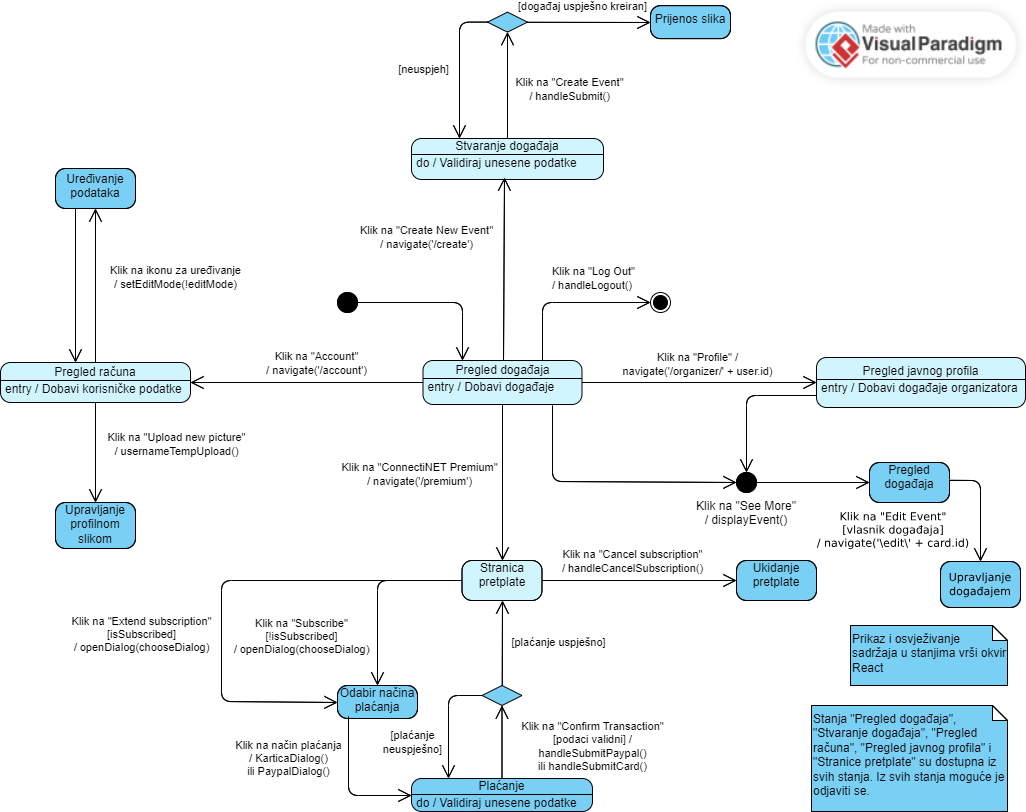 [događaj uspješno kreiran]
Prijenos slika
Made with
Visual Paradigm
For non-commercial use
[neuspjeh]
Klik na "Create Event"
/ handleSubmit()
Stvaranje događaja
do / Validiraj unesene podatke
Uređivanje
podataka
Klik na "Create New Event"
/ navigate('/create')
Klik na ikonu za uređivanje
/ setEditMode(!editMode)
Klik na "Log Out"
/ handleLogout()
Klik na "Account"
/ navigate('/account')
Klik na "Profile" /
navigate('/organizer/' + user.id)
Pregled računa
entry / Dobavi korisničke podatke
Pregled događaja
entry / Dobavi događaje
Pregled javnog profila
entry / Dobavi događaje organizatora
Klik na "Upload new picture"
/ usernameTempUpload()
Klik na "ConnectiNET Premium"
/ navigate('/premium')
Upravljanje
profilnom
slikom
Pregled
događaja
Klik na "See More"
/ displayEvent()
Klik na "Edit Event"
[vlasnik događaja]
/ navigate('\edit\' + card.id)
Stranica
pretplate
Klik na "Cancel subscription"
/ handleCancelSubscription()
Ukidanje
pretplate
Upravljanje
događajem
Klik na "Extend subscription"
[isSubscribed]
/ openDialog(chooseDialog)
Klik na "Subscribe"
[!isSubscribed]
/ openDialog(chooseDialog)
[plaćanje uspješno]
Prikaz i osvježivanje
sadržaja u stanjima vrši okvir
React
Odabir načina
plaćanja
Klik na način plaćanja
/ KarticaDialog()
ili PaypalDialog()
[plaćanje
neuspješno]
Klik na "Confirm Transaction"
[podaci validni] /
handleSubmitPaypal()
ili handleSubmitCard()
Plaćanje
do / Validiraj unesene podatke
Stanja "Pregled događaja",
"Stvaranje događaja", "Pregled
računa", "Pregled javnog profila" i
"Stranice pretplate" su dostupna iz
svih stanja. Iz svih stanja moguće je
odjaviti se.